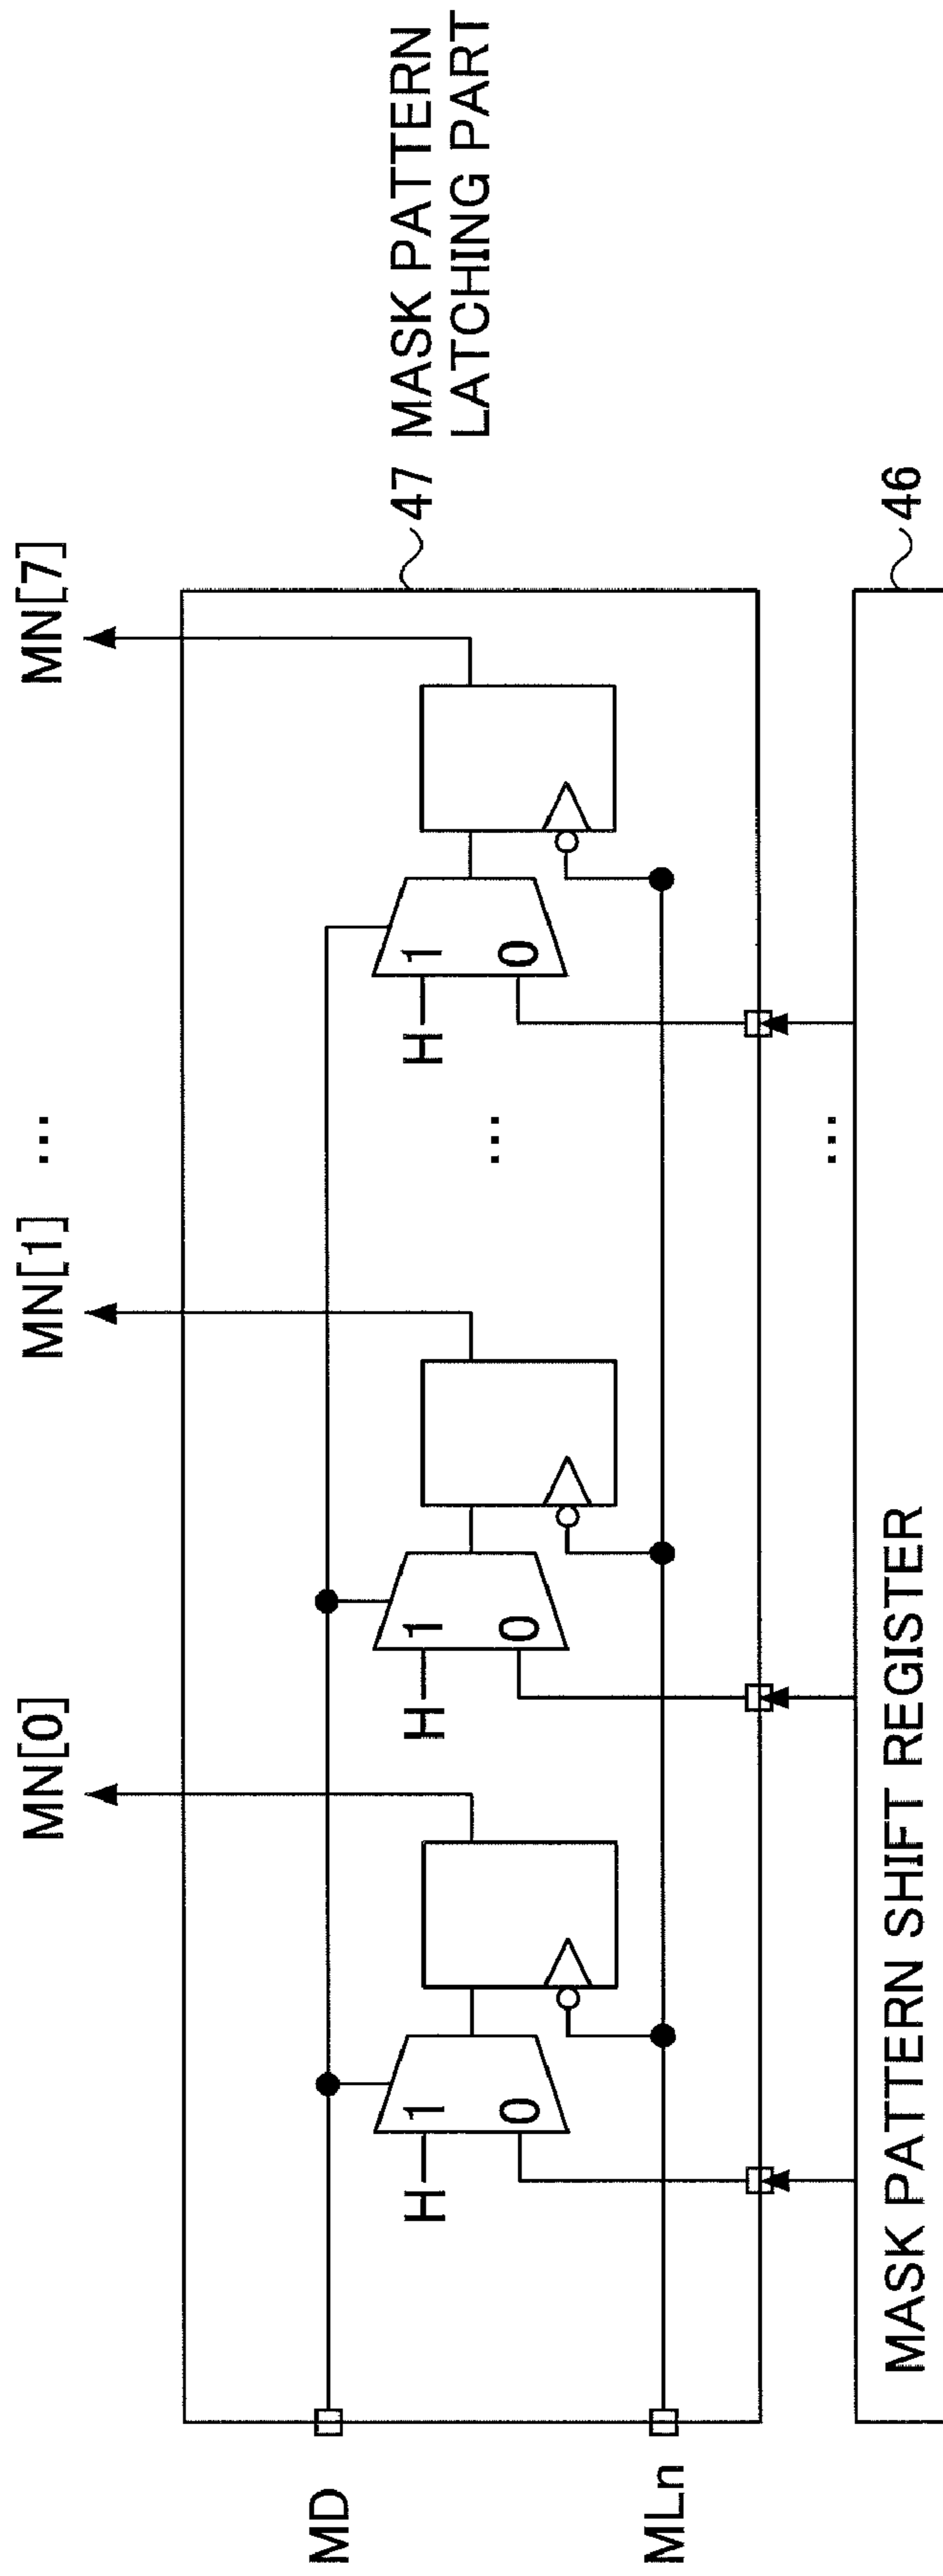 MN[0] MN[1] ... MN[7]
MD
47 MASK PATTERN
LATCHING PART
H 1 H 1 H 1
0 0 ... 0
MLn
...
46
MASK PATTERN SHIFT REGISTER